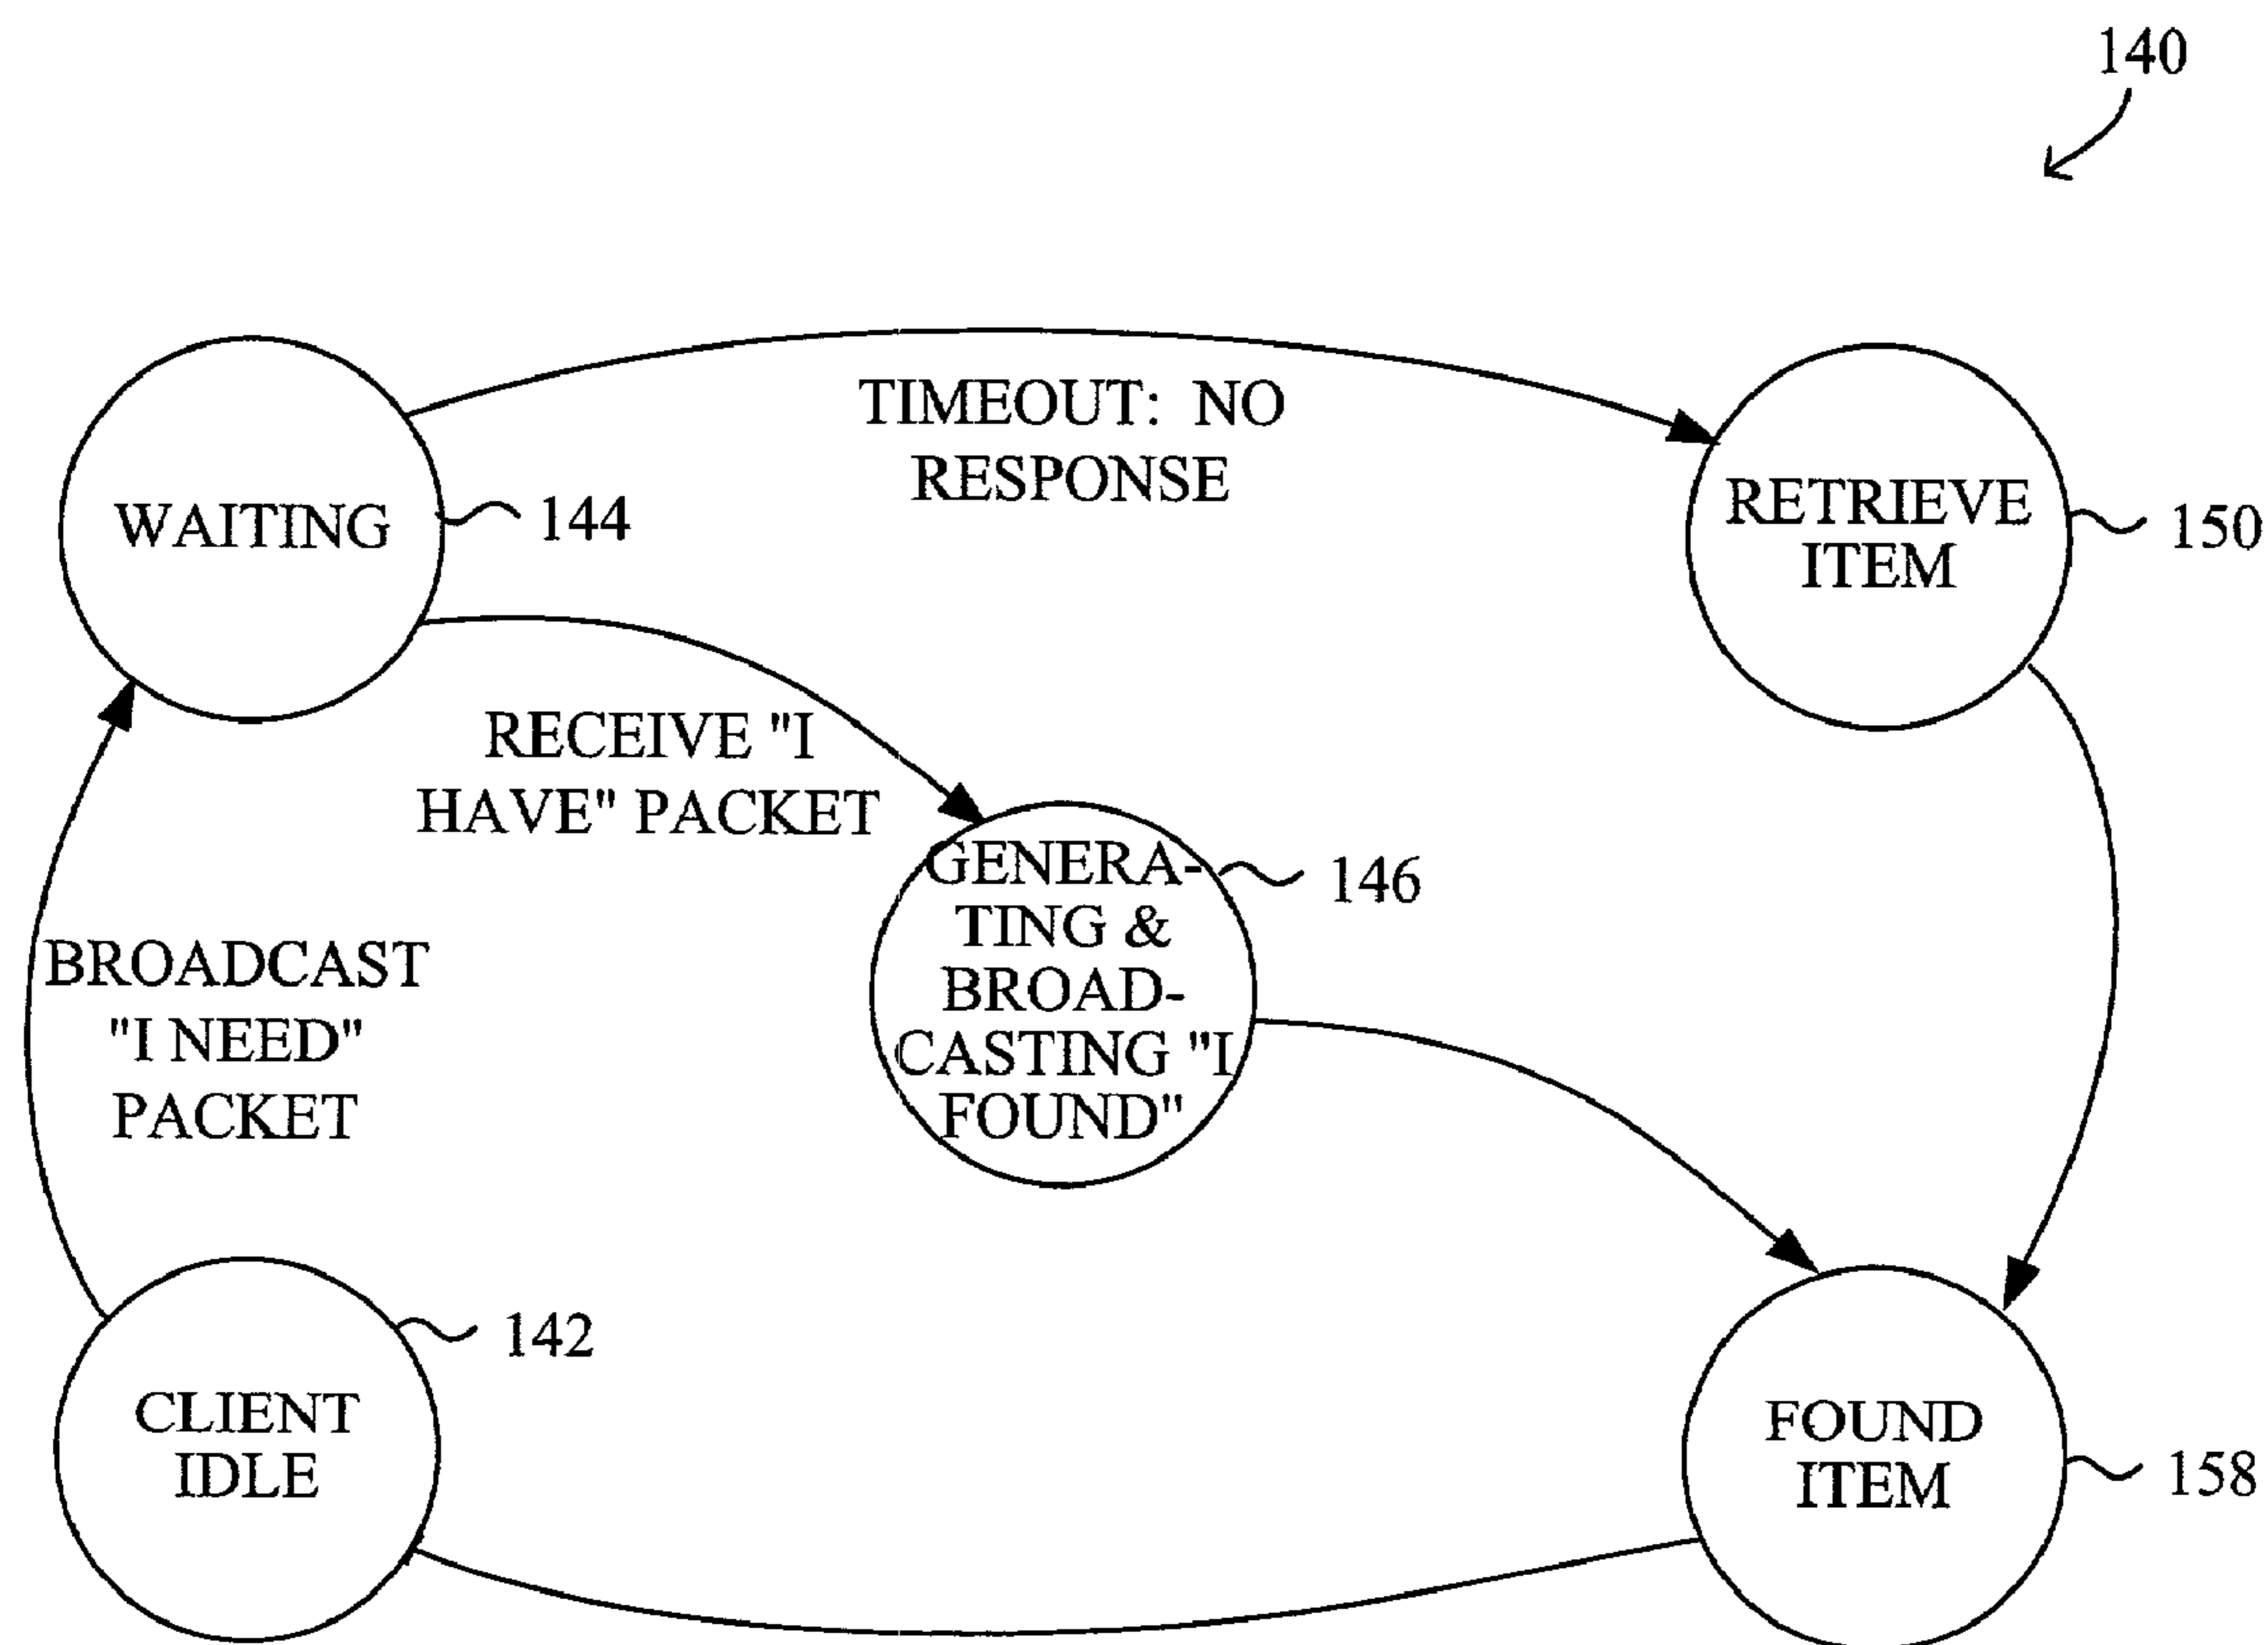 140
TIMEOUT: NO
RESPONSE
WAITING
144
RETRIEVE
ITEM
150
RECEIVE "I
HAVE" PACKET
GENERA-
TING &
BROAD-
CASTING "I
FOUND"
146
BROADCAST
"I NEED"
PACKET
CLIENT
IDLE
142
FOUND
ITEM
158